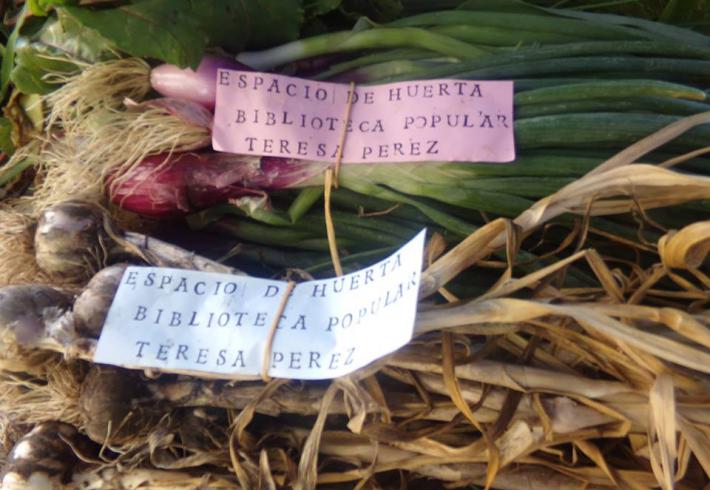 ESPACIO DE HUERTA
BIBLIOTECA POPULAR
TERESA PEREZ
ESPACIO DE HUERTA
BIBLIOTECA POPULAR
TERESA PEREZ